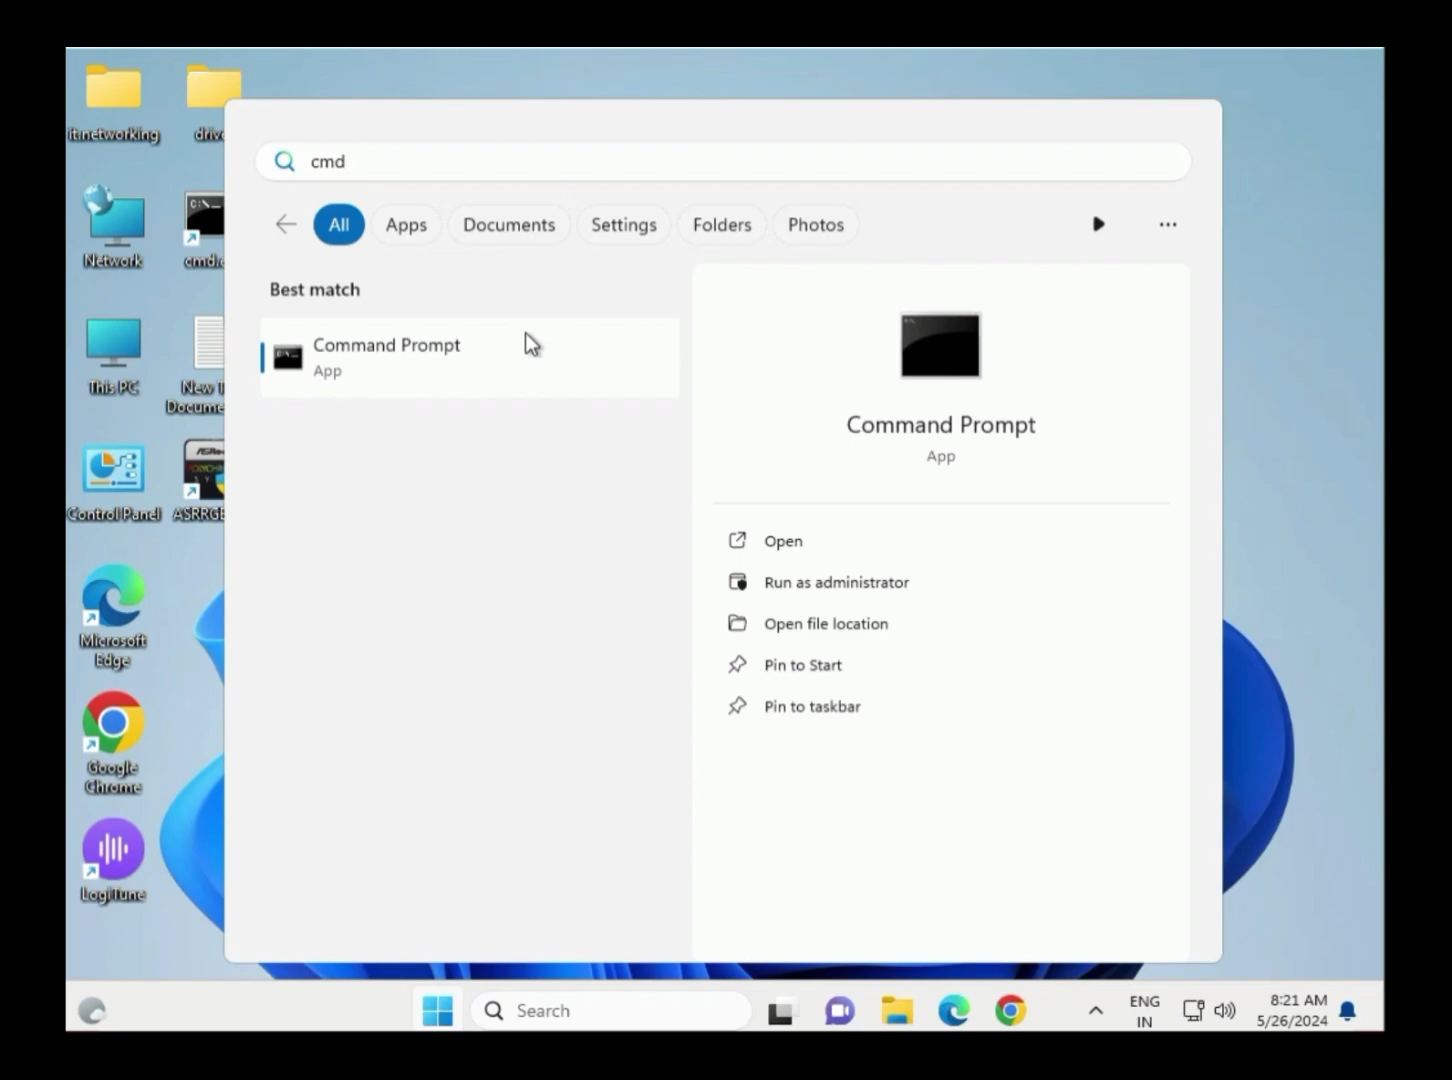 itnetworking
Network
This PC
Control Panel
Microsoft
Edge
Google
Chrome
LogiTune
cmd
All
Apps
Documents
Settings
Folders
Photos
Best match
Command Prompt
App
Command Prompt
App
Open
Run as administrator
Open file location
Pin to Start
Pin to taskbar
Search
ENG
IN
8:21 AM
5/26/2024